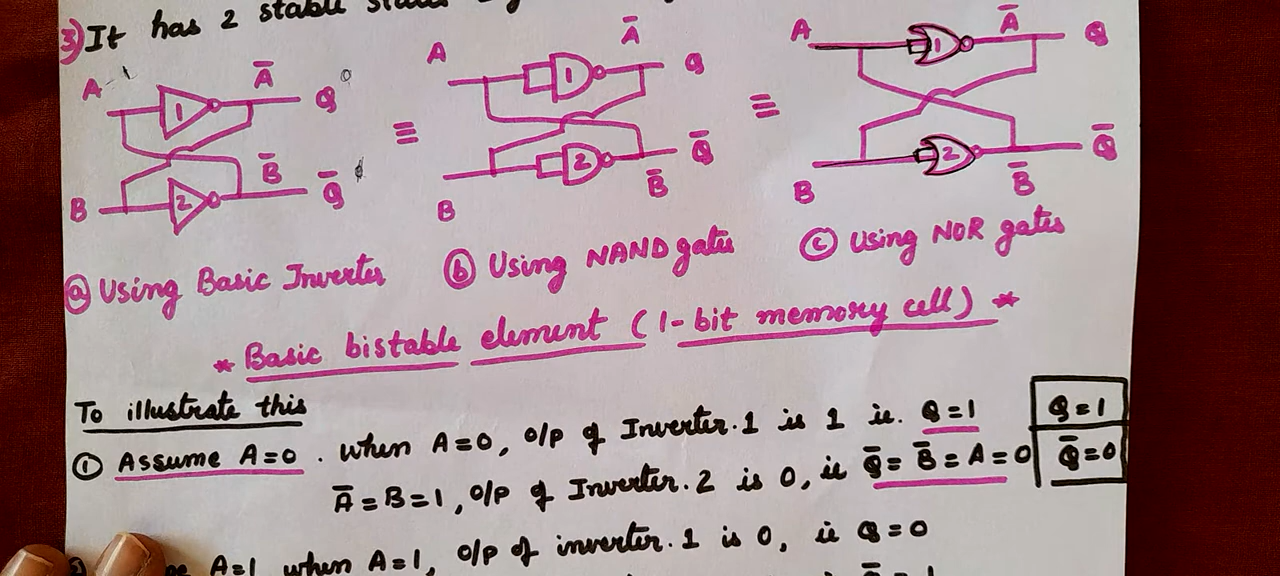 3) It has 2 stable
A 1 Ā Q 0
1
B 2 B̄ Q̄
≡
A Ā Q
1
2 Q̄
B B̄
≡
A 1 Ā Q
2 Q̄
B B̄
ⓐ Using Basic Inverter
ⓑ Using NAND gates
ⓒ Using NOR gates
* Basic bistable element (1-bit memory cell) *
To illustrate this
① Assume A=0. when A=0, o/p of Inverter.1 is 1 ie. Q=1
Ā=B=1, o/p of Inverter.2 is 0, ie Q̄=B̄=A=0
Q=1
Q̄=0
A=1 when A=1, o/p of inverter.1 is 0, ie Q=0